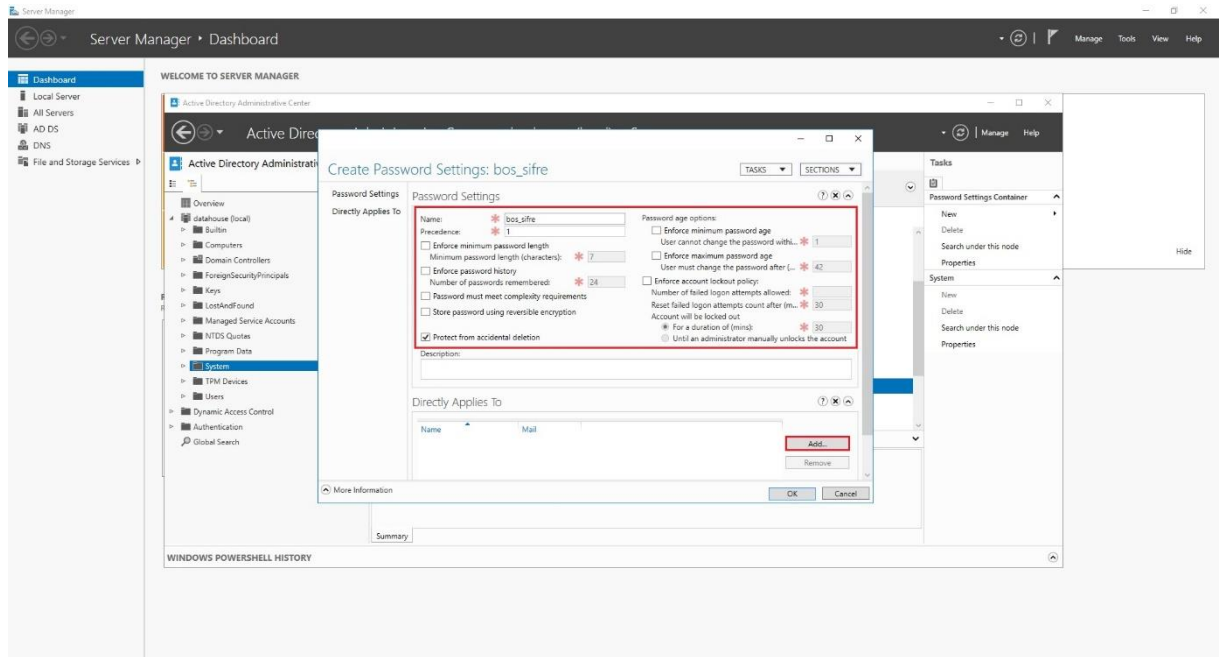 Server Manager
Server Manager • Dashboard
Manage Tools View Help
Dashboard
Local Server
All Servers
AD DS
DNS
File and Storage Services
WELCOME TO SERVER MANAGER
Active Directory Administrative Center
Active Direc
Manage Help
Active Directory Administrati
Overview
datahouse (local)
Builtin
Computers
Domain Controllers
ForeignSecurityPrincipals
Keys
LostAndFound
Managed Service Accounts
NTDS Quotas
Program Data
System
TPM Devices
Users
Dynamic Access Control
Authentication
Global Search
Create Password Settings: bos_sifre
TASKS SECTIONS
Password Settings
Directly Applies To
Password Settings
Name: * bos_sifre
Precedence: * 1
Enforce minimum password length
Minimum password length (characters): * 7
Enforce password history
Number of passwords remembered: * 24
Password must meet complexity requirements
Store password using reversible encryption
Protect from accidental deletion
Password age options:
Enforce minimum password age
User cannot change the password withi... * 1
Enforce maximum password age
User must change the password after (... * 42
Enforce account lockout policy:
Number of failed logon attempts allowed: *
Reset failed logon attempts count after (m... * 30
Account will be locked out
For a duration of (mins): * 30
Until an administrator manually unlocks the account
Description:
Directly Applies To
Name Mail
Add...
Remove
More Information
OK Cancel
Summary
Tasks
Password Settings Container
New
Delete
Search under this node
Properties
System
New
Delete
Search under this node
Properties
Hide
WINDOWS POWERSHELL HISTORY